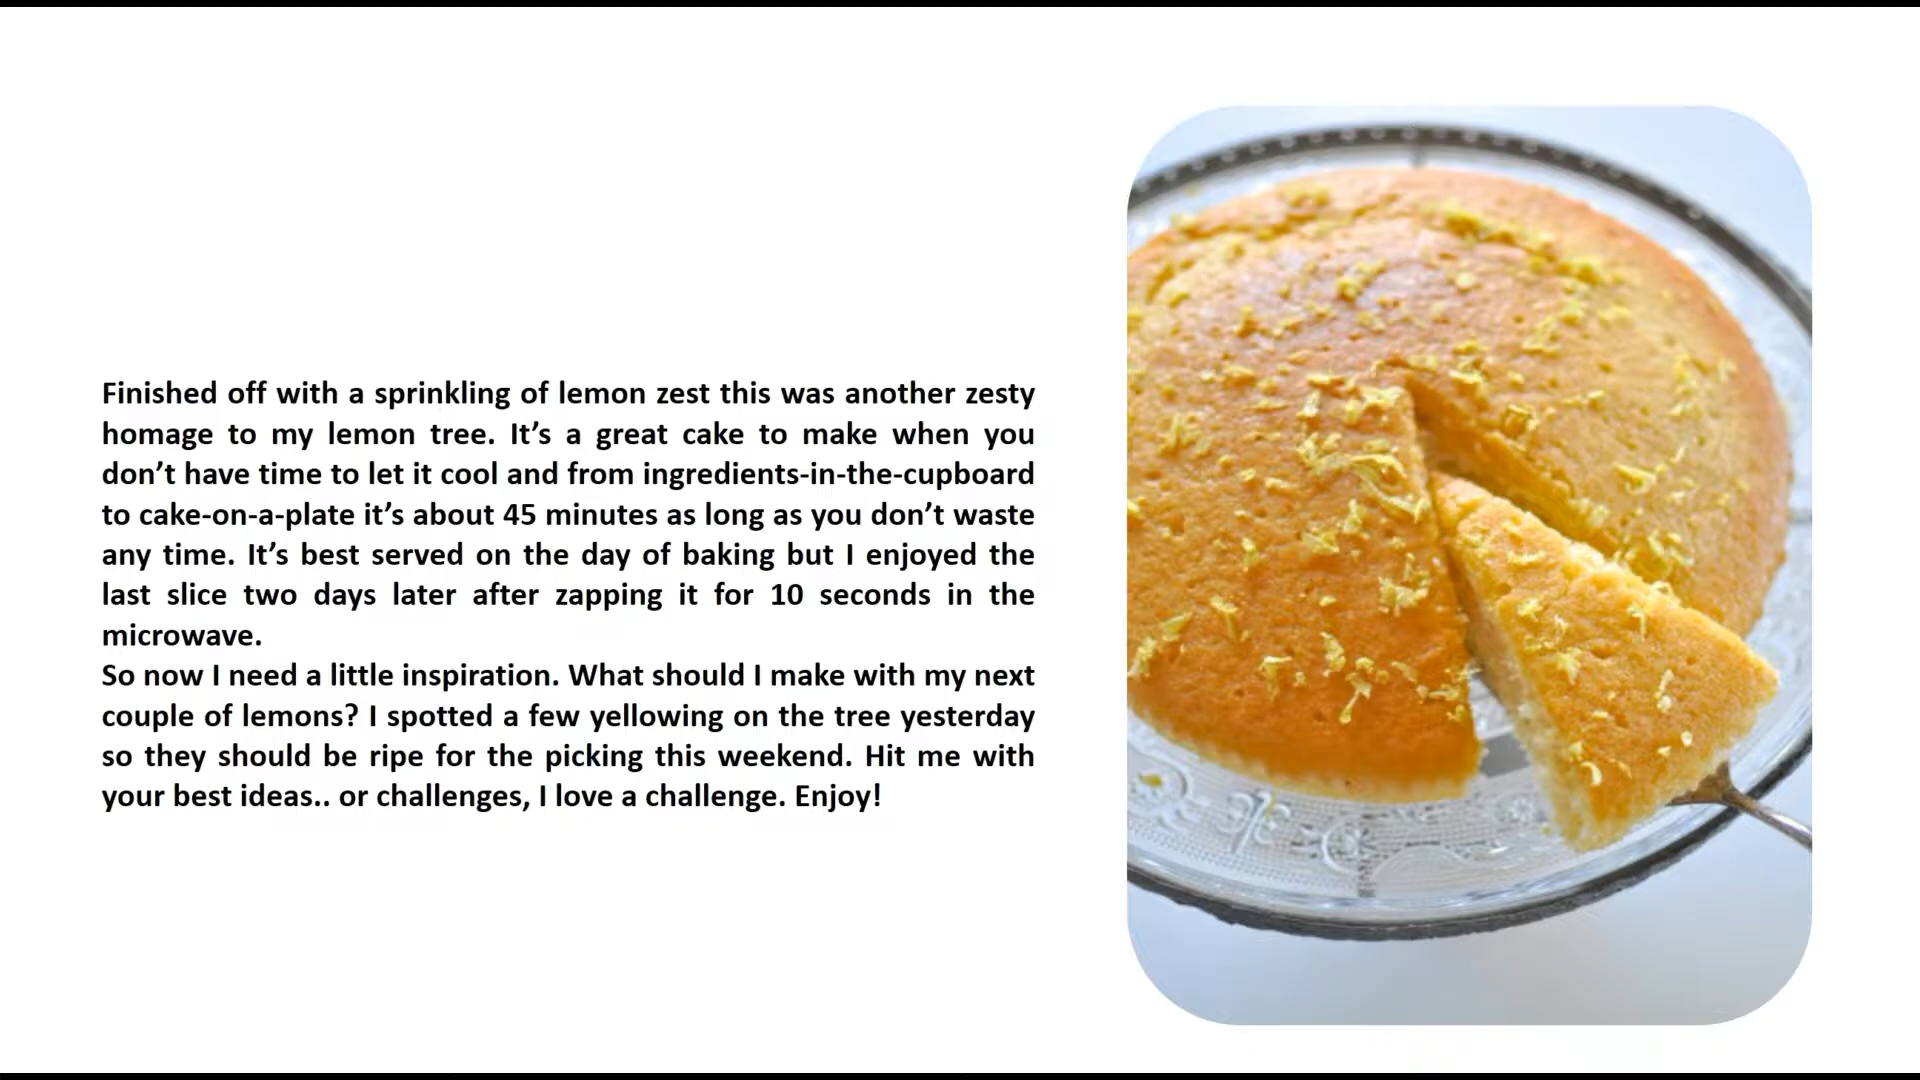 Finished off with a sprinkling of lemon zest this was another zesty
homage to my lemon tree. It’s a great cake to make when you
don’t have time to let it cool and from ingredients-in-the-cupboard
to cake-on-a-plate it’s about 45 minutes as long as you don’t waste
any time. It’s best served on the day of baking but I enjoyed the
last slice two days later after zapping it for 10 seconds in the
microwave.
So now I need a little inspiration. What should I make with my next
couple of lemons? I spotted a few yellowing on the tree yesterday
so they should be ripe for the picking this weekend. Hit me with
your best ideas.. or challenges, I love a challenge. Enjoy!